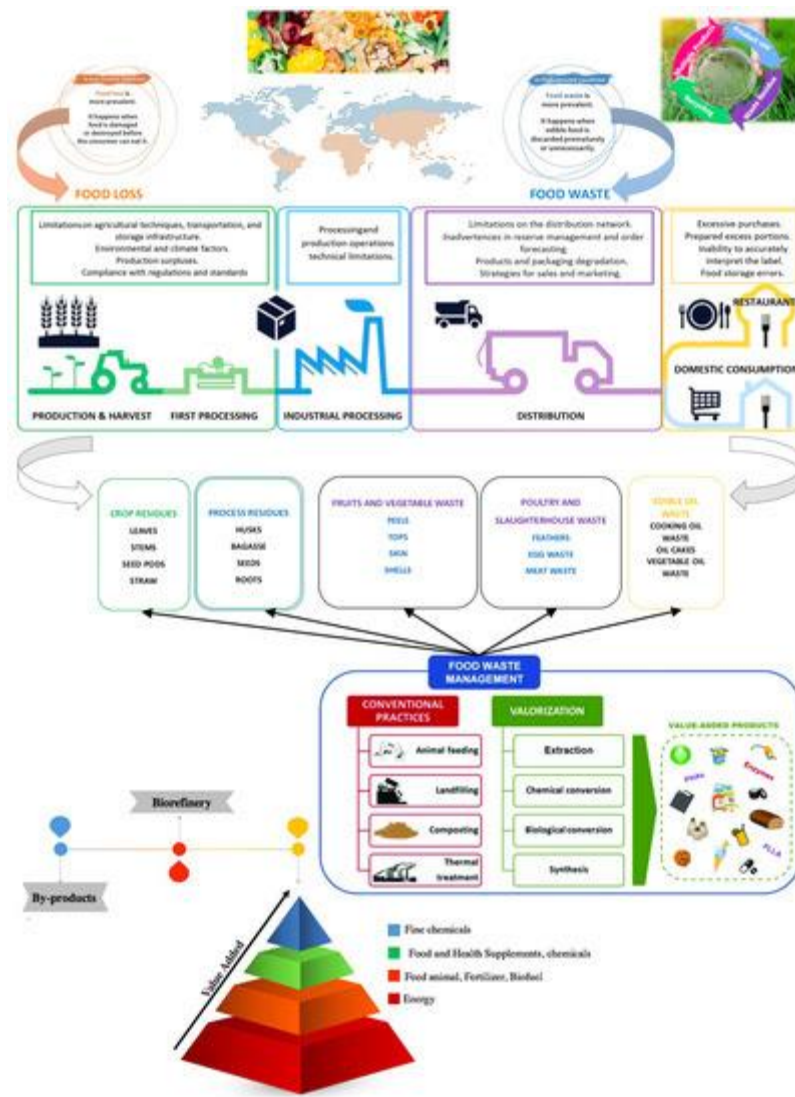 Food loss is
more prevalent.
It happens when
food is damaged
or destroyed before
the consumer can eat it.
FOOD LOSS
Food waste is
more prevalent.
It happens when
edible food is
discarded prematurely
or unnecessarily.
FOOD WASTE
Product use
Recycling
Limitations on agricultural techniques, transportation, and
storage infrastructure.
Environmental and climate factors.
Production surpluses.
Compliance with regulations and standards
Processingand
production operations
technical limitations.
Limitations on the distribution network.
Inadvertences in reserve management and order
forecasting.
Products and packaging degradation.
Strategies for sales and marketing.
Excessive purchases.
Prepared excess portions.
Inability to accurately
interpret the label.
Food storage errors.
RESTAURANT
DOMESTIC CONSUMPTION
PRODUCTION & HARVEST
FIRST PROCESSING
INDUSTRIAL PROCESSING
DISTRIBUTION
CROP RESIDUES
LEAVES
STEMS
SEED PODS
STRAW
PROCESS RESIDUES
HUSKS
BAGASSE
SEEDS
ROOTS
FRUITS AND VEGETABLE WASTE
PEELS
TOPS
SKIN
SHELLS
POULTRY AND
SLAUGHTERHOUSE WASTE
FEATHERS
EGG WASTE
MEAT WASTE
EDIBLE OIL
WASTE
COOKING OIL
WASTE
OIL CAKES
VEGETABLE OIL
WASTE
FOOD WASTE
MANAGEMENT
CONVENTIONAL
PRACTICES
Animal feeding
Landfilling
Composting
Thermal
treatment
VALORIZATION
Extraction
Chemical conversion
Biological conversion
Synthesis
VALUE-ADDED PRODUCTS
Enzymes
PHAs
PLLA
Biorefinery
By-products
Value Added
Fine chemicals
Food and Health Supplements, chemicals
Food animal, Fertilizer, Biofuel
Energy